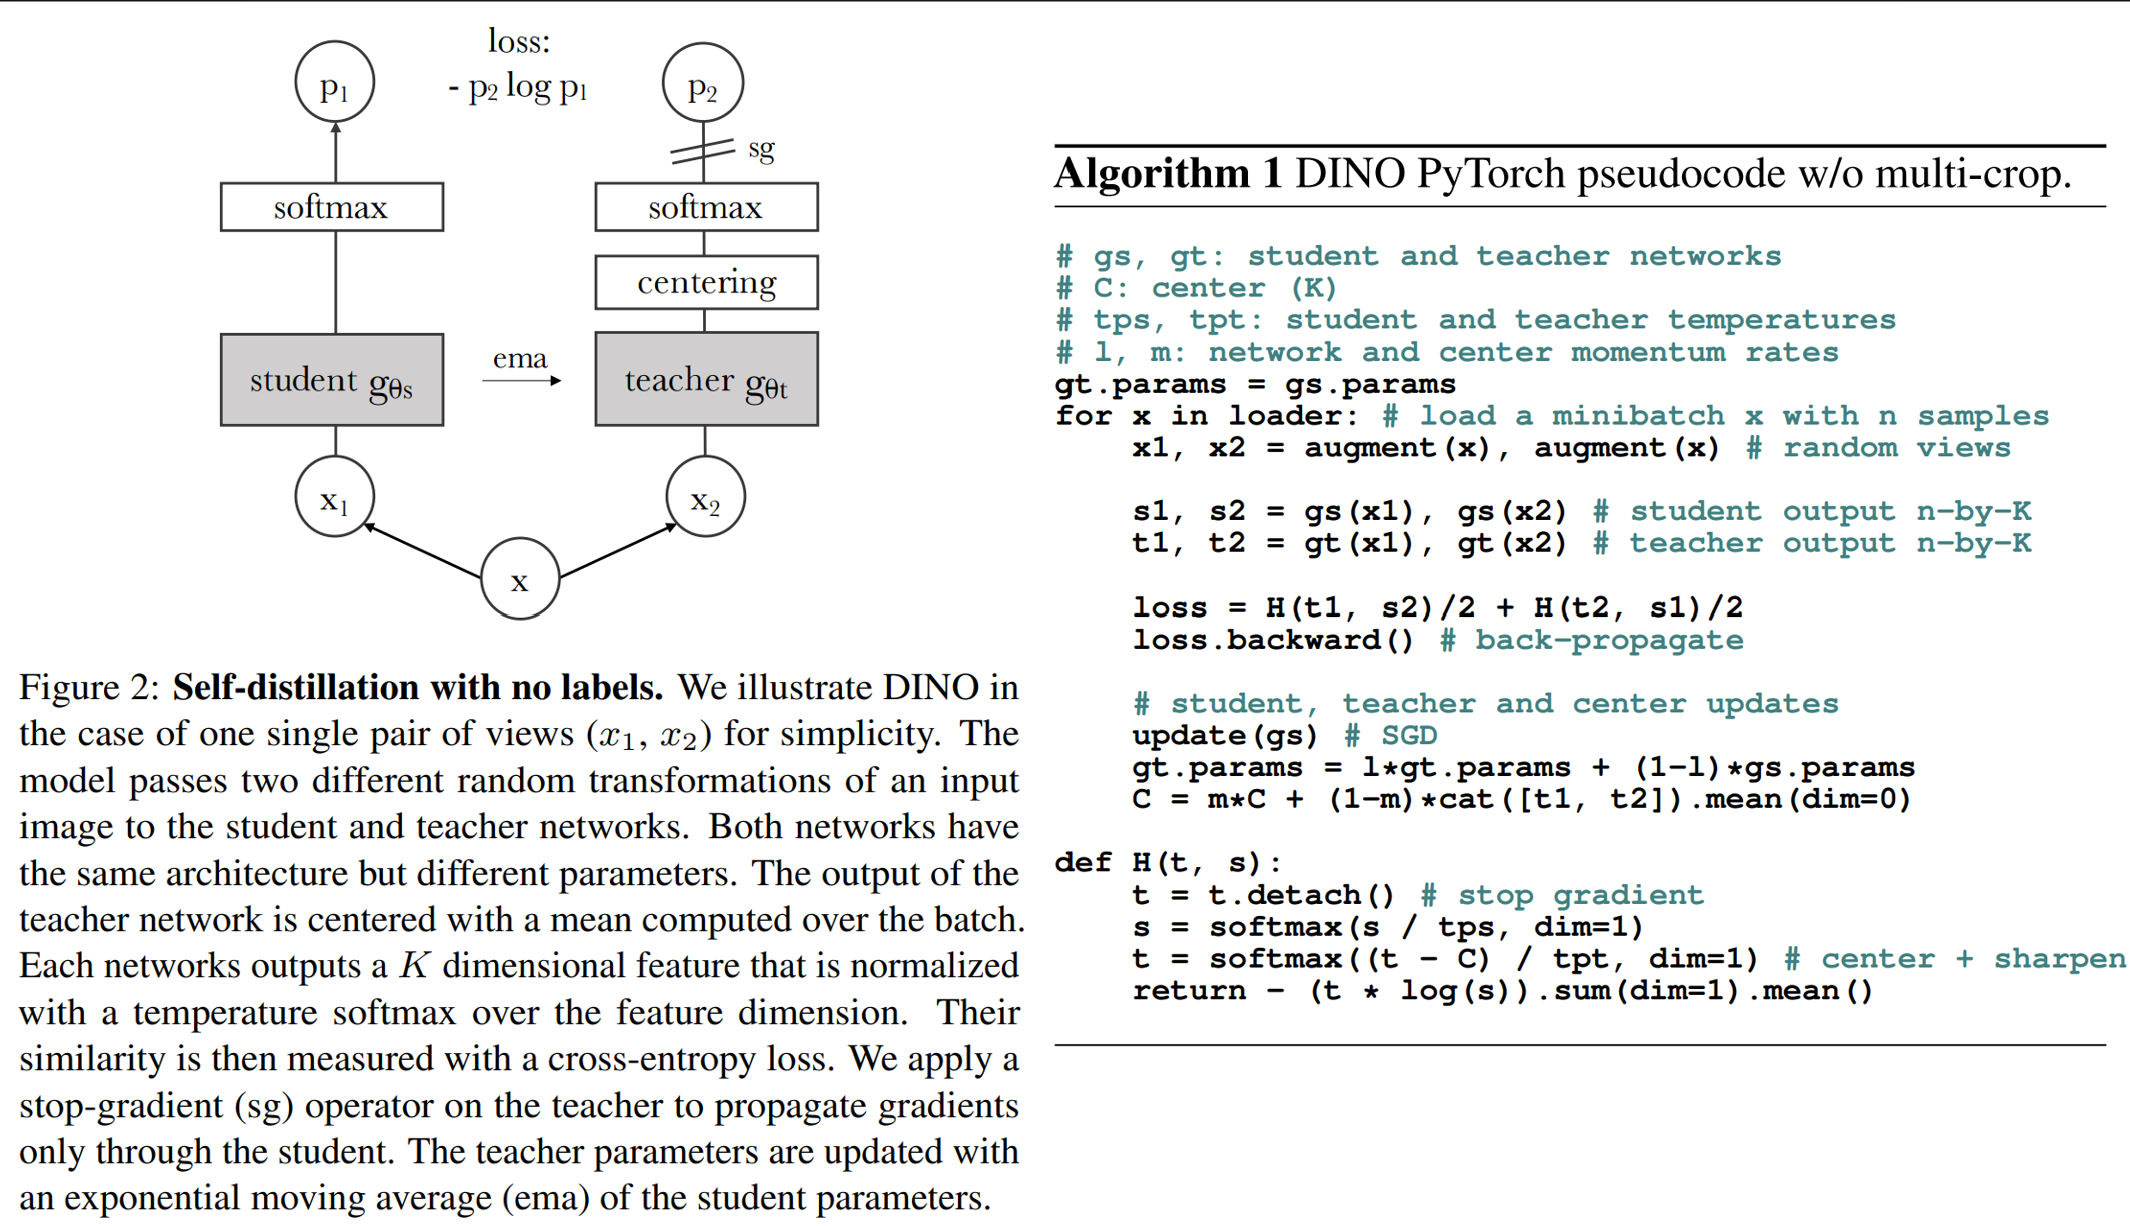 loss:
- p₂ log p₁
p₁
p₂
sg
softmax
softmax
centering
student gθs
ema
teacher gθt
x₁
x₂
x
Figure 2: Self-distillation with no labels. We illustrate DINO in
the case of one single pair of views (x₁, x₂) for simplicity. The
model passes two different random transformations of an input
image to the student and teacher networks. Both networks have
the same architecture but different parameters. The output of the
teacher network is centered with a mean computed over the batch.
Each networks outputs a K dimensional feature that is normalized
with a temperature softmax over the feature dimension. Their
similarity is then measured with a cross-entropy loss. We apply a
stop-gradient (sg) operator on the teacher to propagate gradients
only through the student. The teacher parameters are updated with
an exponential moving average (ema) of the student parameters.
Algorithm 1 DINO PyTorch pseudocode w/o multi-crop.
# gs, gt: student and teacher networks
# C: center (K)
# tps, tpt: student and teacher temperatures
# l, m: network and center momentum rates
gt.params = gs.params
for x in loader: # load a minibatch x with n samples
    x1, x2 = augment(x), augment(x) # random views
    s1, s2 = gs(x1), gs(x2) # student output n-by-K
    t1, t2 = gt(x1), gt(x2) # teacher output n-by-K
    loss = H(t1, s2)/2 + H(t2, s1)/2
    loss.backward() # back-propagate
    # student, teacher and center updates
    update(gs) # SGD
    gt.params = l*gt.params + (1-l)*gs.params
    C = m*C + (1-m)*cat([t1, t2]).mean(dim=0)
def H(t, s):
    t = t.detach() # stop gradient
    s = softmax(s / tps, dim=1)
    t = softmax((t - C) / tpt, dim=1) # center + sharpen
    return - (t * log(s)).sum(dim=1).mean()